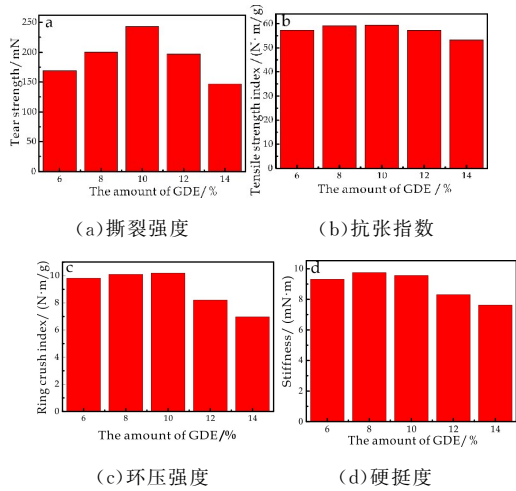 a
Tear strength/ mN
250
200
150
100
50
0
6 8 10 12 14
The amount of GDE/ %
(a)撕裂强度
b
Tensile strength index / (N· m/g)
60
50
40
30
20
10
0
6 8 10 12 14
The amount of GDE/ %
(b)抗张指数
c
Ring crush index/ (N·m/g)
10
8
6
4
2
0
6 8 10 12 14
The amount of GDE/%
(c)环压强度
d
Stiffness/ (mN·m)
10
8
6
4
2
0
6 8 10 12 14
The amount of GDE/%
(d)硬挺度